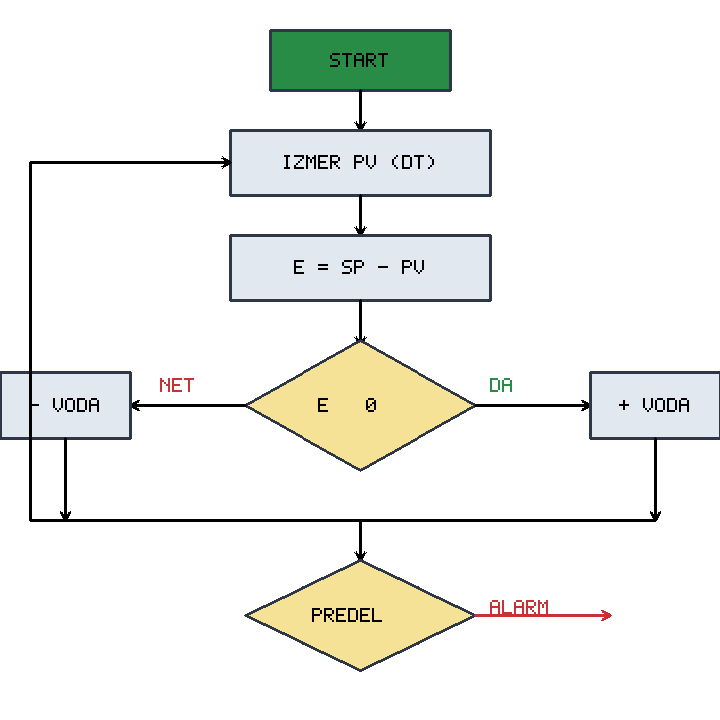 START
IZMER PV (DT)
E = SP - PV
NET
DA
- VODA
E 0
+ VODA
ALARM
PREDEL